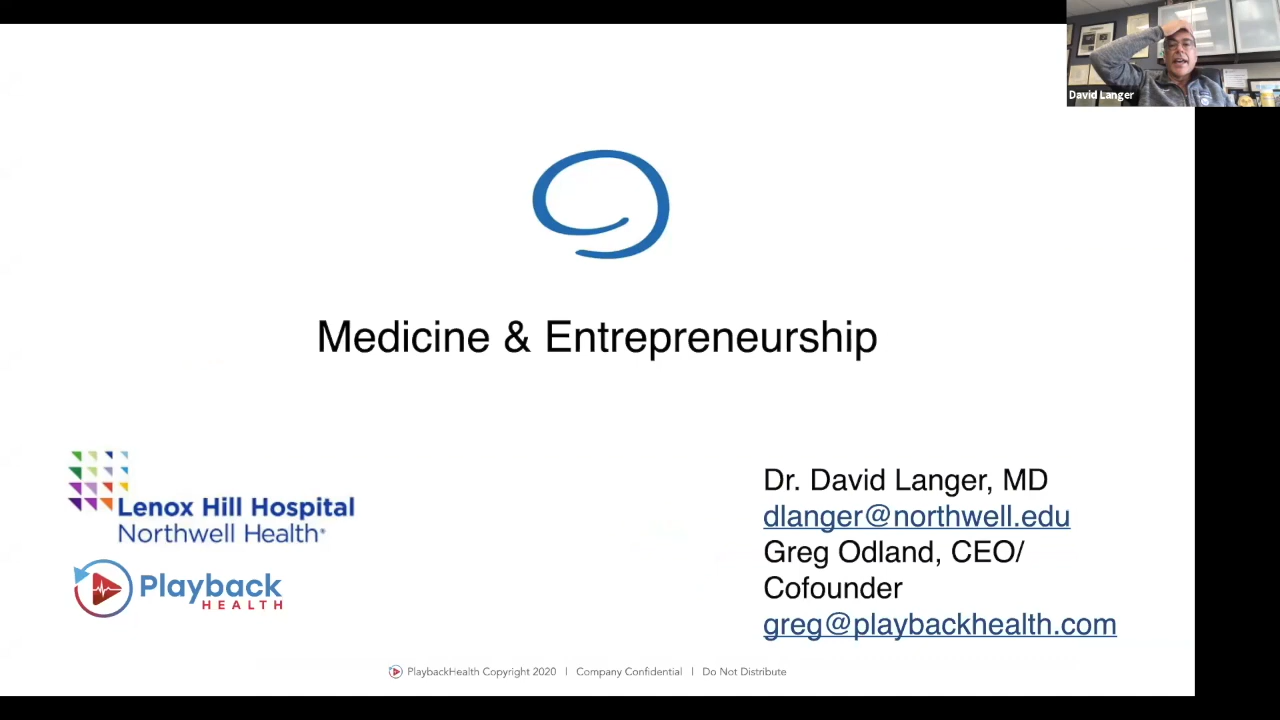 David Langer
Medicine & Entrepreneurship
Lenox Hill Hospital
Northwell Health®
Playback
HEALTH
Dr. David Langer, MD
dlanger@northwell.edu
Greg Odland, CEO/
Cofounder
greg@playbackhealth.com
PlaybackHealth Copyright 2020 | Company Confidential | Do Not Distribute